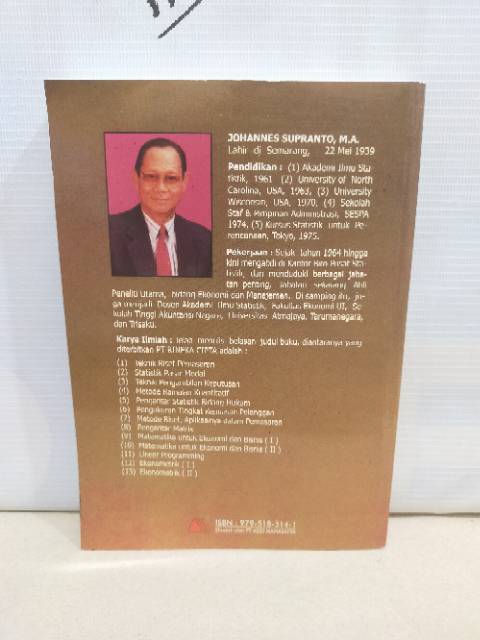 JOHANNES SUPRANTO, M.A.
Lahir di Semarang, 22 Mei 1939
Pendidikan : (1) Akademi Ilmu Sta-
tistik, 1961 (2) University of North
Carolina, USA, 1963, (3) University
Wisconsin, USA, 1970, (4) Sekolah
Staf & Pimpinan Administrasi, SESPA
1974, (5) Kursus Statistik untuk Pe-
rencanaan, Tokyo, 1975.
Pekerjaan : Sejak tahun 1964 hingga
kini mengabdi di Kantor Biro Pusat Sta-
tistik, dan menduduki berbagai jaba-
tan penting, jabatan sekarang Ahli
Peneliti Utama, bidang Ekonomi dan Manajemen. Di samping itu, ju-
ga menjadi Dosen Akademi Ilmu Statistik, Fakultas Ekonomi UI, Se-
kolah Tinggi Akuntansi Negara, Universitas Atmajaya, Tarumanegara,
dan Trisakti.
Karya Ilmiah : telah menulis belasan judul buku, diantaranya yang
diterbitkan PT RINEKA CIPTA adalah :
(1) Teknik Riset Pemasaran
(2) Statistik Pasar Modal
(3) Teknik Pengambilan Keputusan
(4) Metode Ramalan Kuantitatif
(5) Pengantar Statistik Bidang Hukum
(6) Pengukuran Tingkat Kepuasan Pelanggan
(7) Metode Riset, Aplikasinya dalam Pemasaran
(8) Pengantar Matrix
(9) Matematika untuk Ekonomi dan Bisnis ( I )
(10) Matematika untuk Ekonomi dan Bisnis ( II )
(11) Linear Programming
(12) Ekonometrik ( I )
(13) Ekonometrik ( II )
ISBN : 979-518-314-1